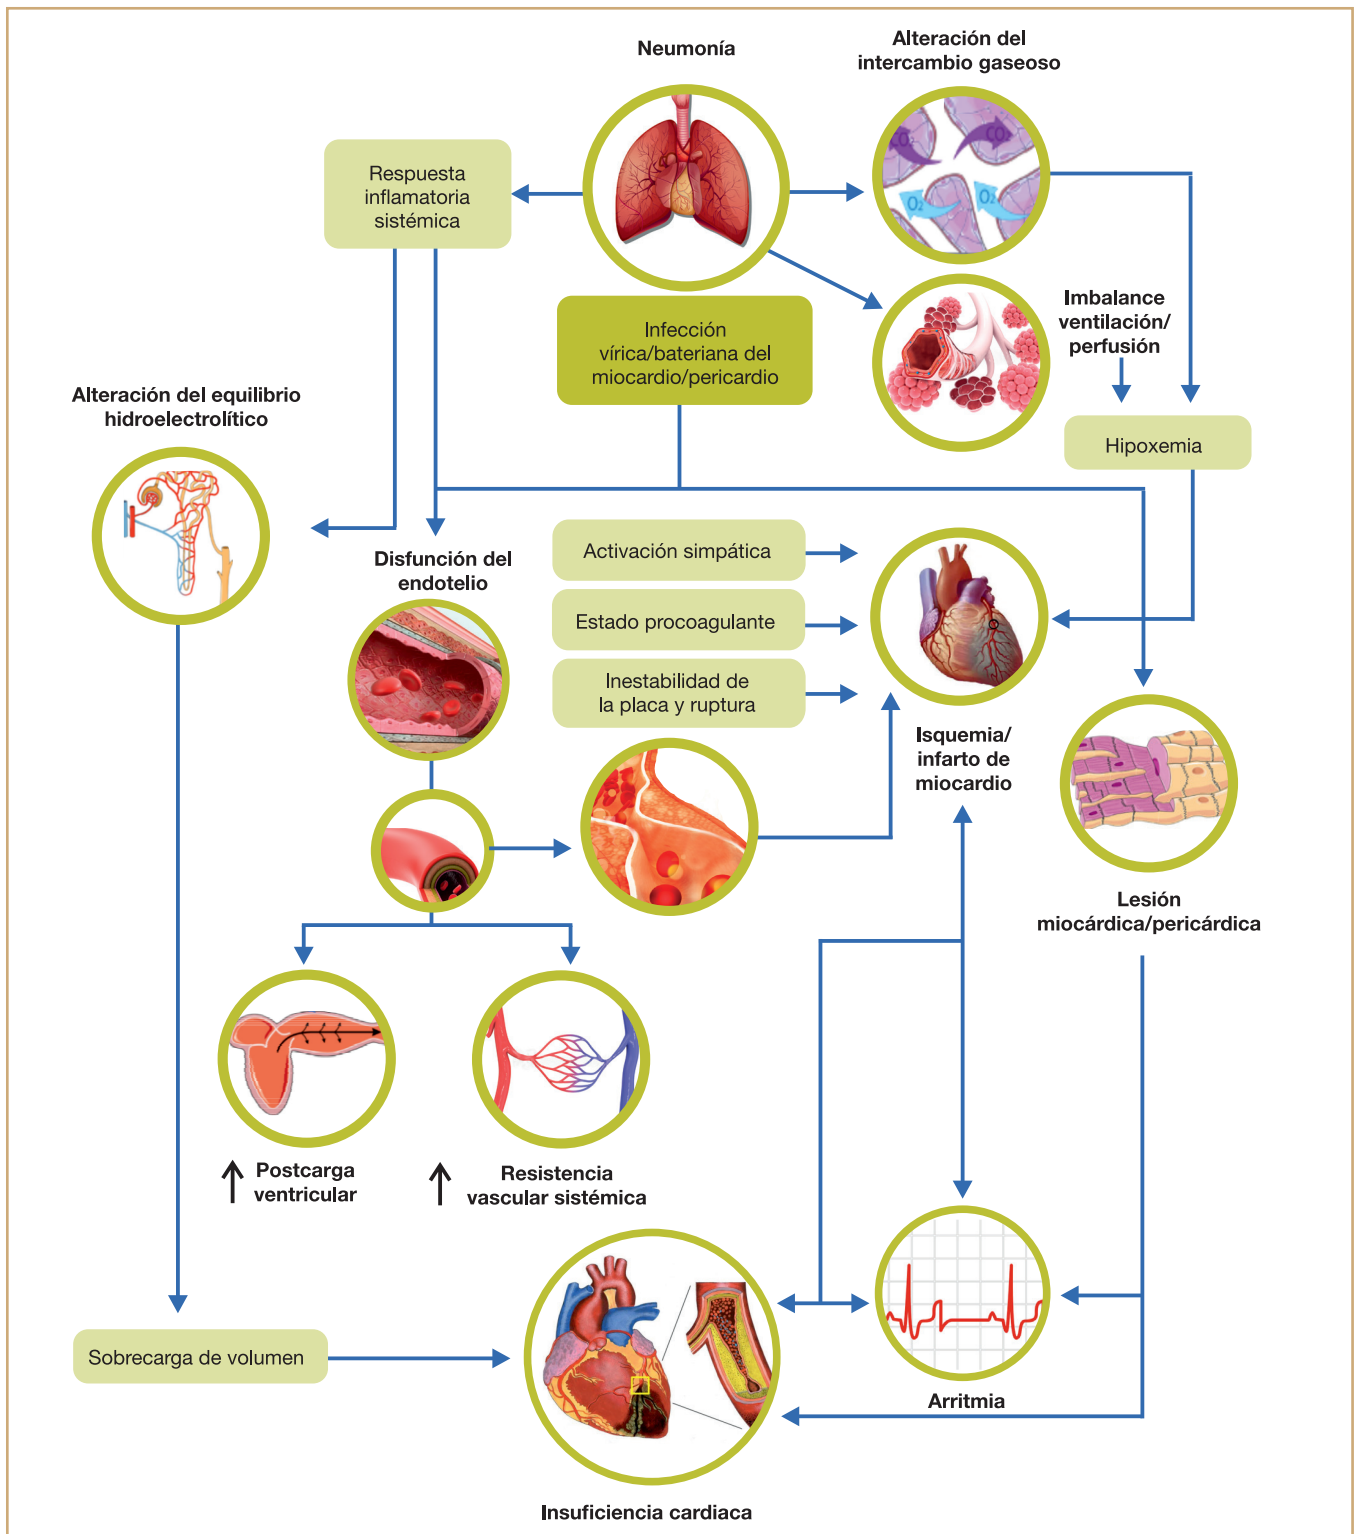 Neumonía
Alteración del
intercambio gaseoso
CO2
CO2
O2
O2
Respuesta
inflamatoria
sistémica
Imbalance
ventilación/
perfusión
Infección
vírica/bateriana del
miocardio/pericardio
Alteración del equilibrio
hidroelectrolítico
Hipoxemia
Activación simpática
Disfunción del
endotelio
Estado procoagulante
Inestabilidad de
la placa y ruptura
Isquemia/
infarto de
miocardio
Lesión
miocárdica/pericárdica
Postcarga
ventricular
Resistencia
vascular sistémica
Sobrecarga de volumen
Arritmia
Insuficiencia cardiaca